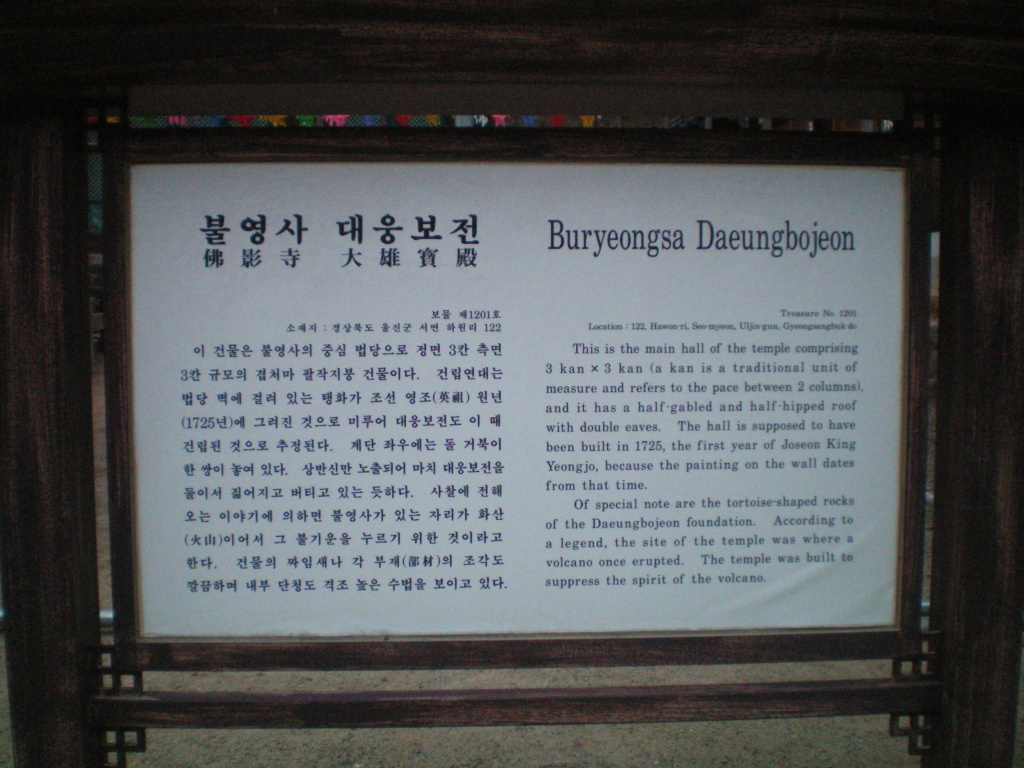 불영사 대웅보전
佛影寺 大雄寶殿
보물 제1201호
소재지 : 경상북도 울진군 서면 하원리 122
이 건물은 불영사의 중심 법당으로 정면 3칸 측면
3칸 규모의 겹처마 팔작지붕 건물이다. 건립연대는
법당 벽에 걸려 있는 탱화가 조선 영조(英祖) 원년
(1725년)에 그려진 것으로 미루어 대웅보전도 이 때
건립된 것으로 추정된다. 계단 좌우에는 돌 거북이
한 쌍이 놓여 있다. 상반신만 노출되어 마치 대웅보전을
둘이서 짊어지고 버티고 있는 듯하다. 사찰에 전해
오는 이야기에 의하면 불영사가 있는 자리가 화산
(火山)이어서 그 불기운을 누르기 위한 것이라고
한다. 건물의 짜임새나 각 부재(部材)의 조각도
깔끔하며 내부 단청도 격조 높은 수법을 보이고 있다.
Buryeongsa Daeungbojeon
Treasure No. 1201
Location : 122, Hawon-ri, Seo-myeon, Uljin-gun, Gyeongsangbuk-do
This is the main hall of the temple comprising
3 kan × 3 kan (a kan is a traditional unit of
measure and refers to the pace between 2 columns),
and it has a half-gabled and half-hipped roof
with double eaves. The hall is supposed to have
been built in 1725, the first year of Joseon King
Yeongjo, because the painting on the wall dates
from that time.
Of special note are the tortoise-shaped rocks
of the Daeungbojeon foundation. According to
a legend, the site of the temple was where a
volcano once erupted. The temple was built to
suppress the spirit of the volcano.